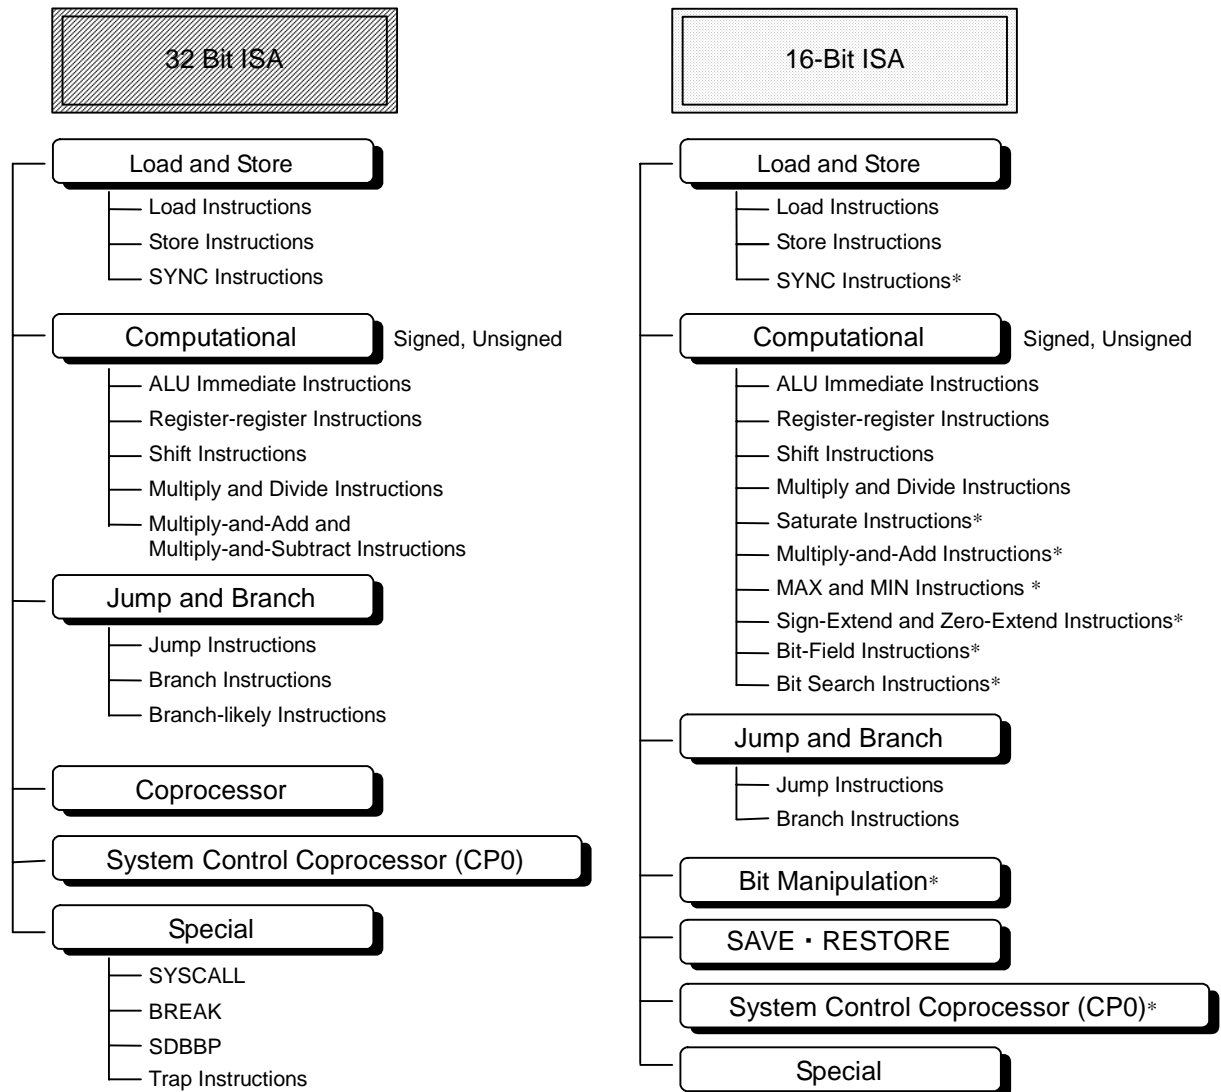 32 Bit ISA
Load and Store
Load Instructions
Store Instructions
SYNC Instructions
Computational
Signed, Unsigned
ALU Immediate Instructions
Register-register Instructions
Shift Instructions
Multiply and Divide Instructions
Multiply-and-Add and
Multiply-and-Subtract Instructions
Jump and Branch
Jump Instructions
Branch Instructions
Branch-likely Instructions
Coprocessor
System Control Coprocessor (CP0)
Special
SYSCALL
BREAK
SDBBP
Trap Instructions
16-Bit ISA
Load and Store
Load Instructions
Store Instructions
SYNC Instructions*
Computational
Signed, Unsigned
ALU Immediate Instructions
Register-register Instructions
Shift Instructions
Multiply and Divide Instructions
Saturate Instructions*
Multiply-and-Add Instructions*
MAX and MIN Instructions *
Sign-Extend and Zero-Extend Instructions*
Bit-Field Instructions*
Bit Search Instructions*
Jump and Branch
Jump Instructions
Branch Instructions
Bit Manipulation*
SAVE・RESTORE
System Control Coprocessor (CP0)*
Special